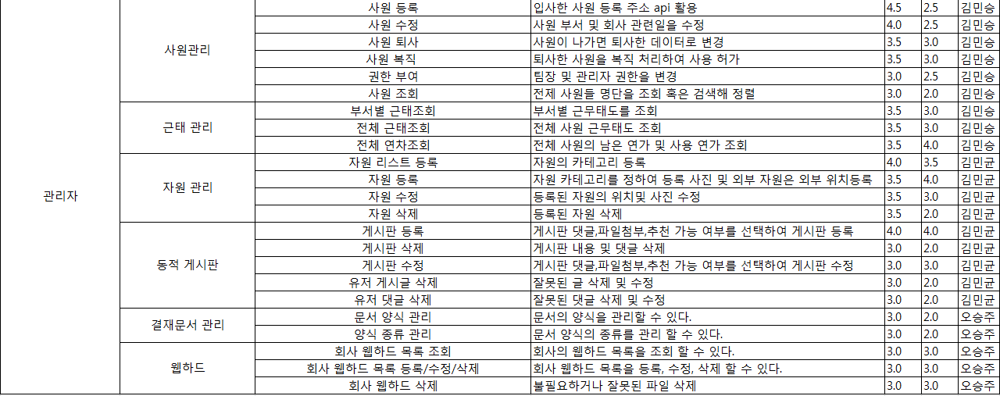 관리자
사원관리
사원 등록 입사한 사원 등록 주소 api 활용 4.5 2.5 김민승
사원 수정 사원 부서 및 회사 관련일을 수정 4.0 2.5 김민승
사원 퇴사 사원이 나가면 퇴사한 데이터로 변경 3.5 3.0 김민승
사원 복직 퇴사한 사원을 복직 처리하여 사용 허가 3.5 3.0 김민승
권한 부여 팀장 및 관리자 권한을 변경 3.0 2.5 김민승
사원 조회 전제 사원들 명단을 조회 혹은 검색해 정렬 3.0 2.0 김민승
근태 관리
부서별 근태조회 부서별 근무태도를 조회 3.5 3.0 김민승
전체 근태조회 전체 사원 근무태도 조회 3.5 3.0 김민승
전체 연차조회 전체 사원의 남은 연가 및 사용 연가 조회 3.5 4.0 김민승
자원 관리
자원 리스트 등록 자원의 카테고리 등록 4.0 3.5 김민균
자원 등록 자원 카테고리를 정하여 등록 사진 및 외부 자원은 외부 위치등록 3.5 4.0 김민균
자원 수정 등록된 자원의 위치및 사진 수정 3.5 3.0 김민균
자원 삭제 등록된 자원 삭제 3.5 2.0 김민균
동적 게시판
게시판 등록 게시판 댓글,파일첨부,추천 가능 여부를 선택하여 게시판 등록 4.0 4.0 김민균
게시판 삭제 게시판 내용 및 댓글 삭제 3.0 2.0 김민균
게시판 수정 게시판 댓글,파일첨부,추천 가능 여부를 선택하여 게시판 수정 3.0 3.0 김민균
유저 게시글 삭제 잘못된 글 삭제 및 수정 3.0 2.0 김민균
유저 댓글 삭제 잘못된 댓글 삭제 및 수정 3.0 2.0 김민균
결재문서 관리
문서 양식 관리 문서의 양식을 관리할 수 있다. 3.0 2.0 오승주
양식 종류 관리 문서 양식의 종류를 관리 할 수 있다. 3.0 2.0 오승주
웹하드
회사 웹하드 목록 조회 회사의 웹하드 목록을 조회 할 수 있다. 3.0 3.0 오승주
회사 웹하드 목록 등록/수정/삭제 회사 웹하드 목록을 등록, 수정, 삭제 할 수 있다. 3.0 3.0 오승주
회사 웹하드 삭제 불필요하거나 잘못된 파일 삭제 3.0 3.0 오승주